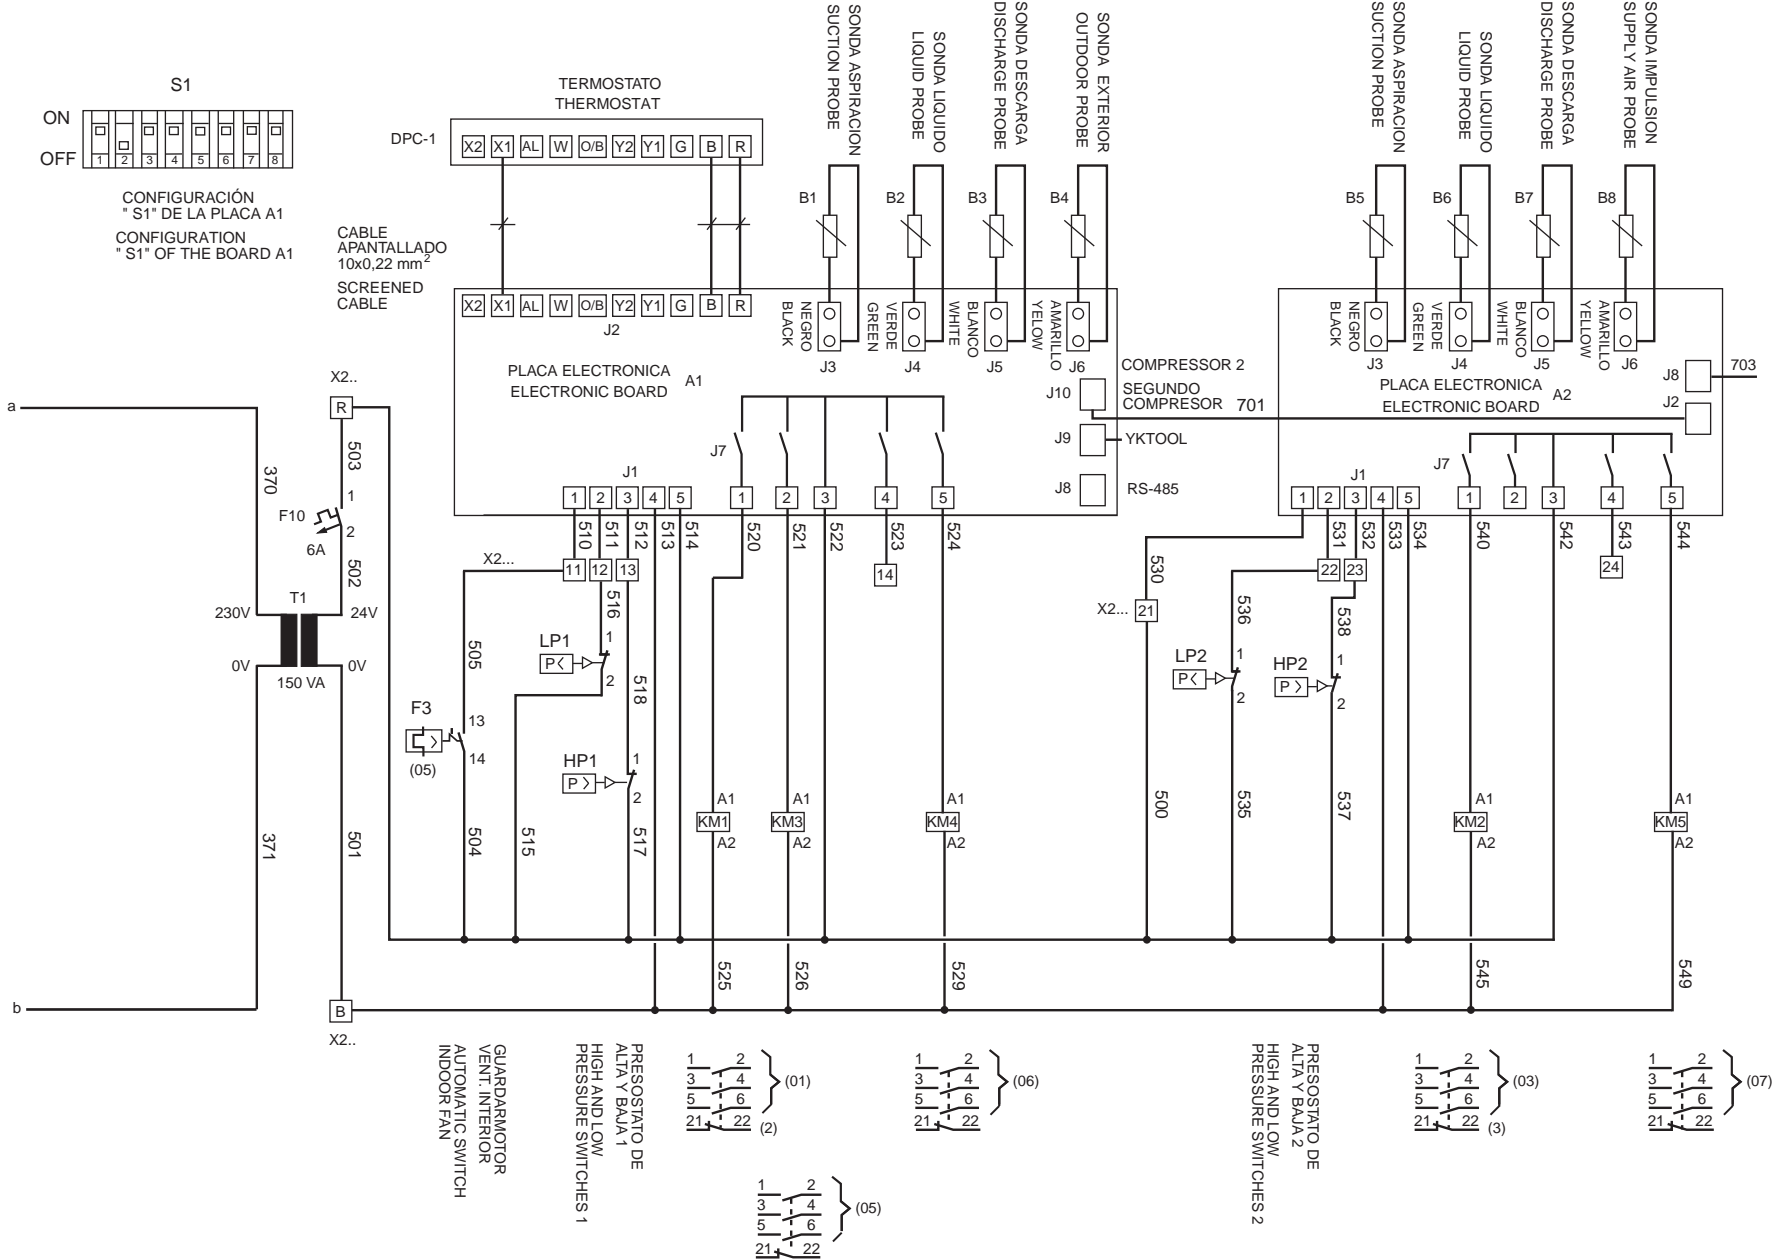 S1
ON
OFF
1 2 3 4 5 6 7 8
CONFIGURACIÓN
" S1" DE LA PLACA A1
CONFIGURATION
" S1" OF THE BOARD A1
TERMOSTATO
THERMOSTAT
DPC-1
X2 X1 AL W O/B Y2 Y1 G B R
CABLE
APANTALLADO
10x0,22 mm2
SCREENED
CABLE
X2 X1 AL W O/B Y2 Y1 G B R
J2
PLACA ELECTRONICA
ELECTRONIC BOARD
A1
SONDA ASPIRACION
SUCTION PROBE
SONDA LIQUIDO
LIQUID PROBE
SONDA DESCARGA
DISCHARGE PROBE
SONDA EXTERIOR
OUTDOOR PROBE
B1 B2 B3 B4
NEGRO
BLACK
VERDE
GREEN
BLANCO
WHITE
AMARILLO
YELOW
J3 J4 J5 J6
COMPRESSOR 2
J10
SEGUNDO
COMPRESOR
701
J9
YKTOOL
J8
RS-485
SONDA ASPIRACION
SUCTION PROBE
SONDA LIQUIDO
LIQUID PROBE
SONDA DESCARGA
DISCHARGE PROBE
SONDA IMPULSION
SUPPLY AIR PROBE
B5 B6 B7 B8
NEGRO
BLACK
VERDE
GREEN
BLANCO
WHITE
AMARILLO
YELLOW
J3 J4 J5 J6
PLACA ELECTRONICA
ELECTRONIC BOARD
A2
J8
703
J2
J1
1 2 3 4 5
J7
1 2 3 4 5
J1
1 2 3 4 5
J7
1 2 3 4 5
a
X2..
R
370
503
F10
1
2
6A
502
T1
230V
24V
0V
0V
150 VA
371
501
b
B
X2..
510 511 512 513 514
520 521 522 523 524
X2...
11 12 13
14
505
516
LP1
P<
1
2
518
F3
13
14
(05)
HP1
P >
1
2
504
515
517
A1
KM1
A2
A1
KM3
A2
A1
KM4
A2
525 526 529
530
531 532 533 534
540 542 543 544
X2...
21
22 23
24
536
538
LP2
P<
1
2
HP2
P >
1
2
500
535
537
A1
KM2
A2
A1
KM5
A2
545 549
GUARDARMOTOR
VENT. INTERIOR
AUTOMATIC SWITCH
INDOOR FAN
PRESOSTATO DE
ALTA Y BAJA 1
HIGH AND LOW
PRESSURE SWITCHES 1
1 2
3 4
5 6
21 22
(01)
(2)
1 2
3 4
5 6
21 22
(06)
PRESOSTATO DE
ALTA Y BAJA 2
HIGH AND LOW
PRESSURE SWITCHES 2
1 2
3 4
5 6
21 22
(03)
(3)
1 2
3 4
5 6
21 22
(07)
1 2
3 4
5 6
21 22
(05)